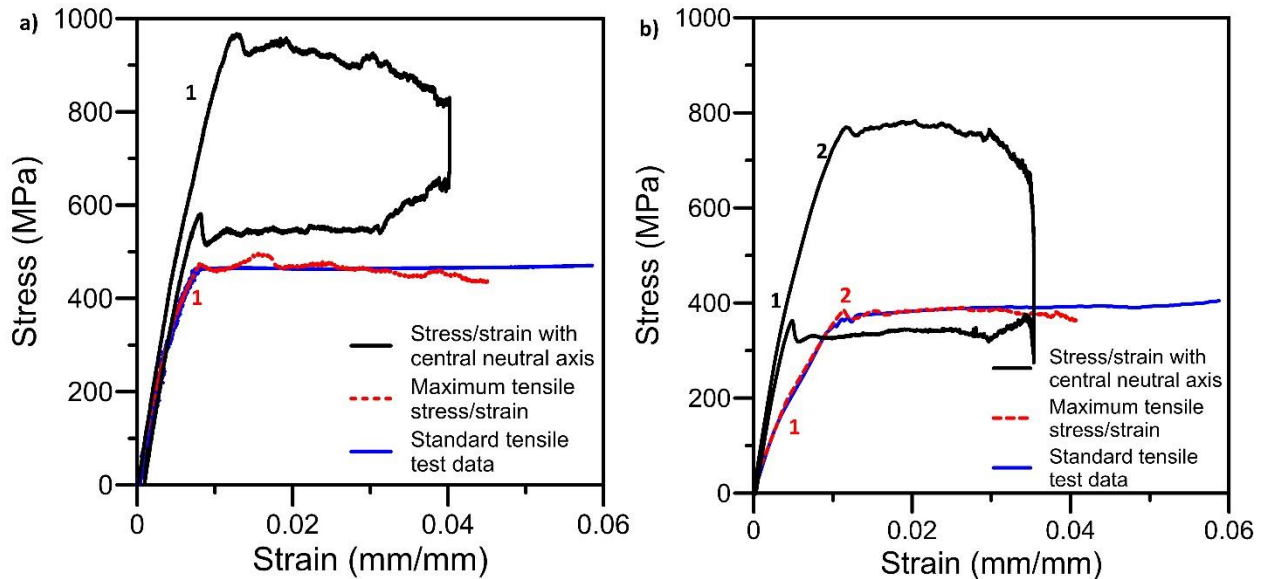 a)
1000
800
600
400
200
0
Stress (MPa)
1
1
Stress/strain with
central neutral axis
Maximum tensile
stress/strain
Standard tensile
test data
0
0.02
0.04
0.06
Strain (mm/mm)
b)
1000
800
600
400
200
0
Stress (MPa)
2
1
2
1
Stress/strain with
central neutral axis
Maximum tensile
stress/strain
Standard tensile
test data
0
0.02
0.04
0.06
Strain (mm/mm)